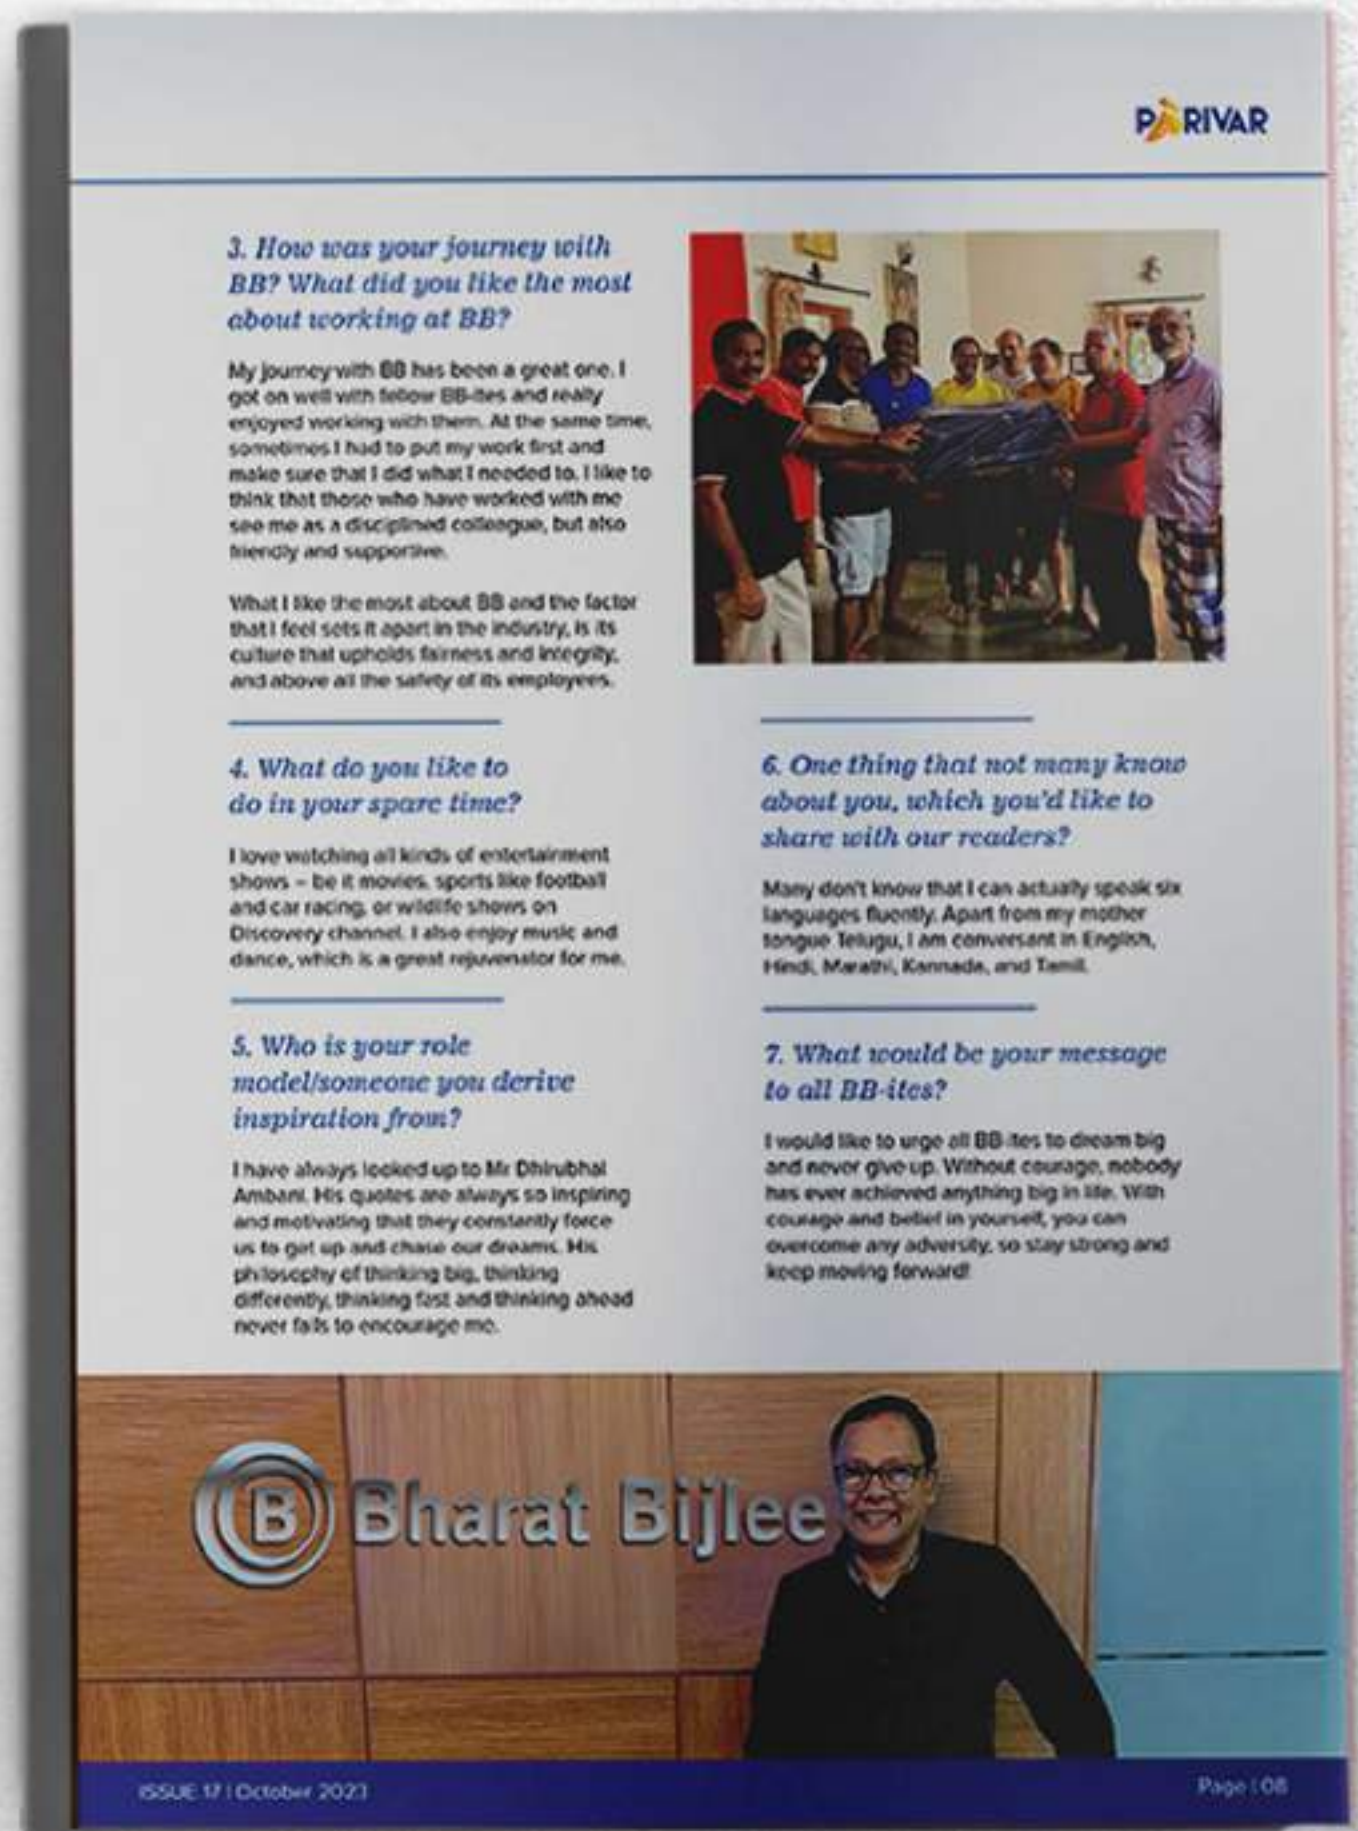 PARIVAR
3. How was your journey with
BB? What did you like the most
about working at BB?
My journey with BB has been a great one. I
got on well with fellow BB-ites and really
enjoyed working with them. At the same time,
sometimes I had to put my work first and
make sure that I did what I needed to. I like to
think that those who have worked with me
see me as a disciplined colleague, but also
friendly and supportive.
What I like the most about BB and the factor
that I feel sets it apart in the industry, is its
culture that upholds fairness and integrity,
and above all the safety of its employees.
4. What do you like to
do in your spare time?
I love watching all kinds of entertainment
shows – be it movies, sports like football
and car racing, or wildlife shows on
Discovery channel. I also enjoy music and
dance, which is a great rejuvenator for me.
5. Who is your role
model/someone you derive
inspiration from?
I have always looked up to Mr Dhirubhai
Ambani. His quotes are always so inspiring
and motivating that they constantly force
us to get up and chase our dreams. His
philosophy of thinking big, thinking
differently, thinking fast and thinking ahead
never fails to encourage me.
6. One thing that not many know
about you, which you'd like to
share with our readers?
Many don't know that I can actually speak six
languages fluently. Apart from my mother
tongue Telugu, I am conversant in English,
Hindi, Marathi, Kannada, and Tamil.
7. What would be your message
to all BB-ites?
I would like to urge all BB-ites to dream big
and never give up. Without courage, nobody
has ever achieved anything big in life. With
courage and belief in yourself, you can
overcome any adversity, so stay strong and
keep moving forward!
B Bharat Bijlee
ISSUE 17 | October 2023
Page | 08